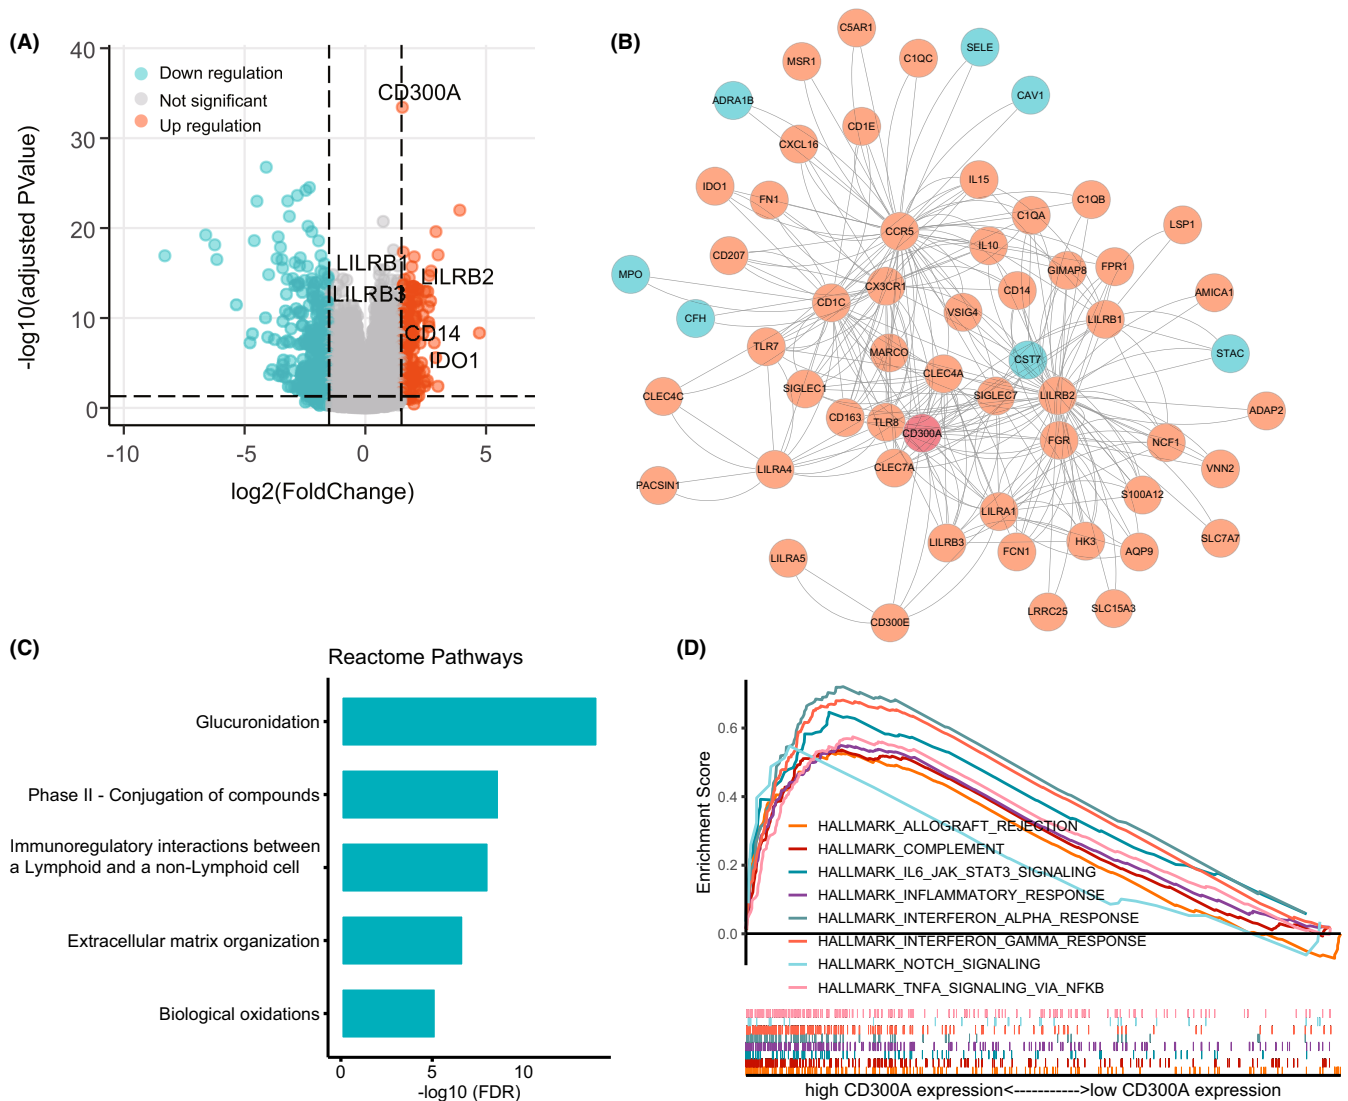 (A)
40
30
20
10
0
-10
-5
0
5
-log10(adjusted PValue)
log2(FoldChange)
Down regulation
Not significant
Up regulation
CD300A
LILRB1
LILRB2
LILRB3
CD14
IDO1
(B)
C5AR1
SELE
MSR1
C1QC
ADRA1B
CAV1
CD1E
CXCL16
IDO1
FN1
IL15
C1QB
C1QA
LSP1
CCR5
IL10
CD207
GIMAP8
FPR1
MPO
CX3CR1
CD14
AMICA1
CD1C
VSIG4
CFH
LILRB1
TLR7
MARCO
CST7
STAC
CLEC4A
SIGLEC1
CLEC4C
SIGLEC7
LILRB2
ADAP2
CD163
TLR8
CD300A
FGR
NCF1
LILRA4
CLEC7A
VNN2
PACSIN1
S100A12
LILRA1
LILRB3
FCN1
HK3
AQP9
SLC7A7
LILRA5
LRRC25
SLC15A3
CD300E
(C)
Reactome Pathways
Glucuronidation
Phase II - Conjugation of compounds
Immunoregulatory interactions between
a Lymphoid and a non-Lymphoid cell
Extracellular matrix organization
Biological oxidations
0
5
10
-log10 (FDR)
(D)
Enrichment Score
0.6
0.4
0.2
0.0
HALLMARK_ALLOGRAFT_REJECTION
HALLMARK_COMPLEMENT
HALLMARK_IL6_JAK_STAT3_SIGNALING
HALLMARK_INFLAMMATORY_RESPONSE
HALLMARK_INTERFERON_ALPHA_RESPONSE
HALLMARK_INTERFERON_GAMMA_RESPONSE
HALLMARK_NOTCH_SIGNALING
HALLMARK_TNFA_SIGNALING_VIA_NFKB
high CD300A expression<----------->low CD300A expression